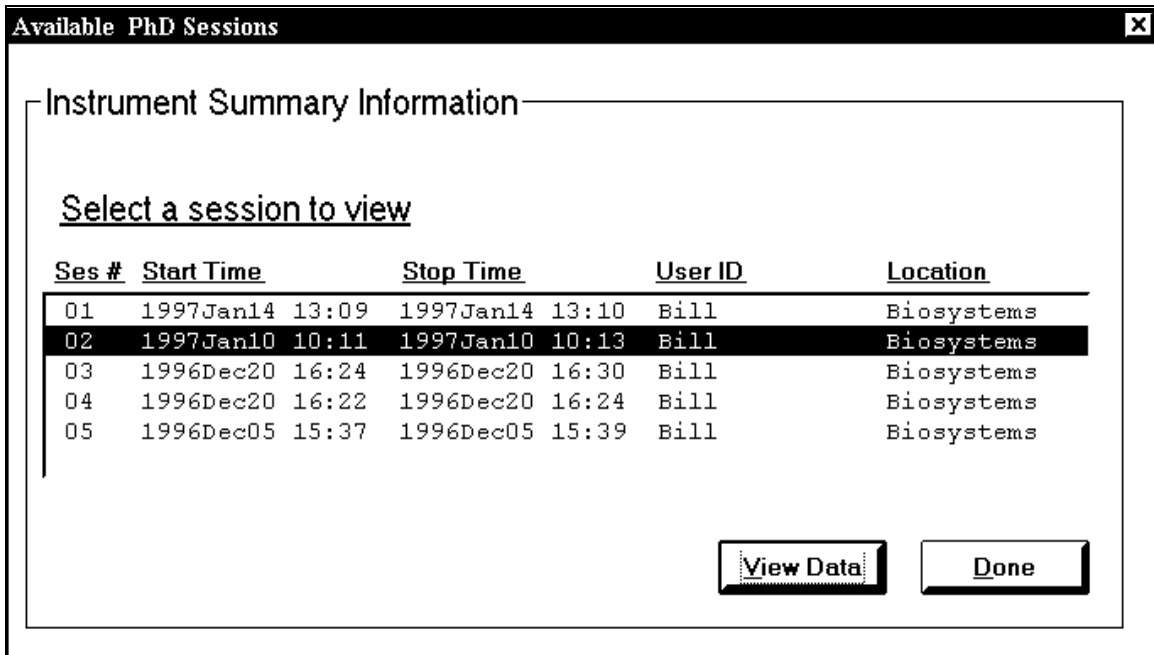 Available PhD Sessions
Instrument Summary Information
Select a session to view
Ses # Start Time Stop Time User ID Location
01 1997Jan14 13:09 1997Jan14 13:10 Bill Biosystems
02 1997Jan10 10:11 1997Jan10 10:13 Bill Biosystems
03 1996Dec20 16:24 1996Dec20 16:30 Bill Biosystems
04 1996Dec20 16:22 1996Dec20 16:24 Bill Biosystems
05 1996Dec05 15:37 1996Dec05 15:39 Bill Biosystems
View Data Done